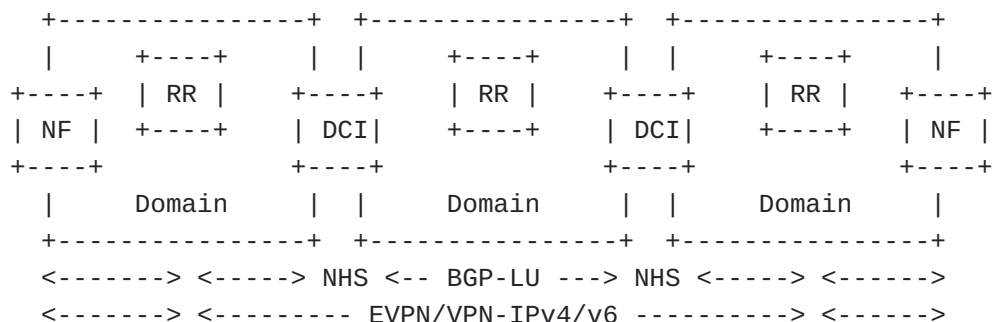 +----------------+  +----------------+  +----------------+
|     +----+     |  |     +----+     |  |     +----+     |
+----+  | RR |    +----+    | RR |    +----+    | RR |   +----+
| NF |  +----+    | DCI|    +----+    | DCI|    +----+   | NF |
+----+            +----+              +----+             +----+
|     Domain     |  |     Domain     |  |     Domain     |
+----------------+  +----------------+  +----------------+
<-------> <-----> NHS <-- BGP-LU ---> NHS <-----> <------>
<-------> <--------- EVPN/VPN-IPv4/v6 ----------> <------>